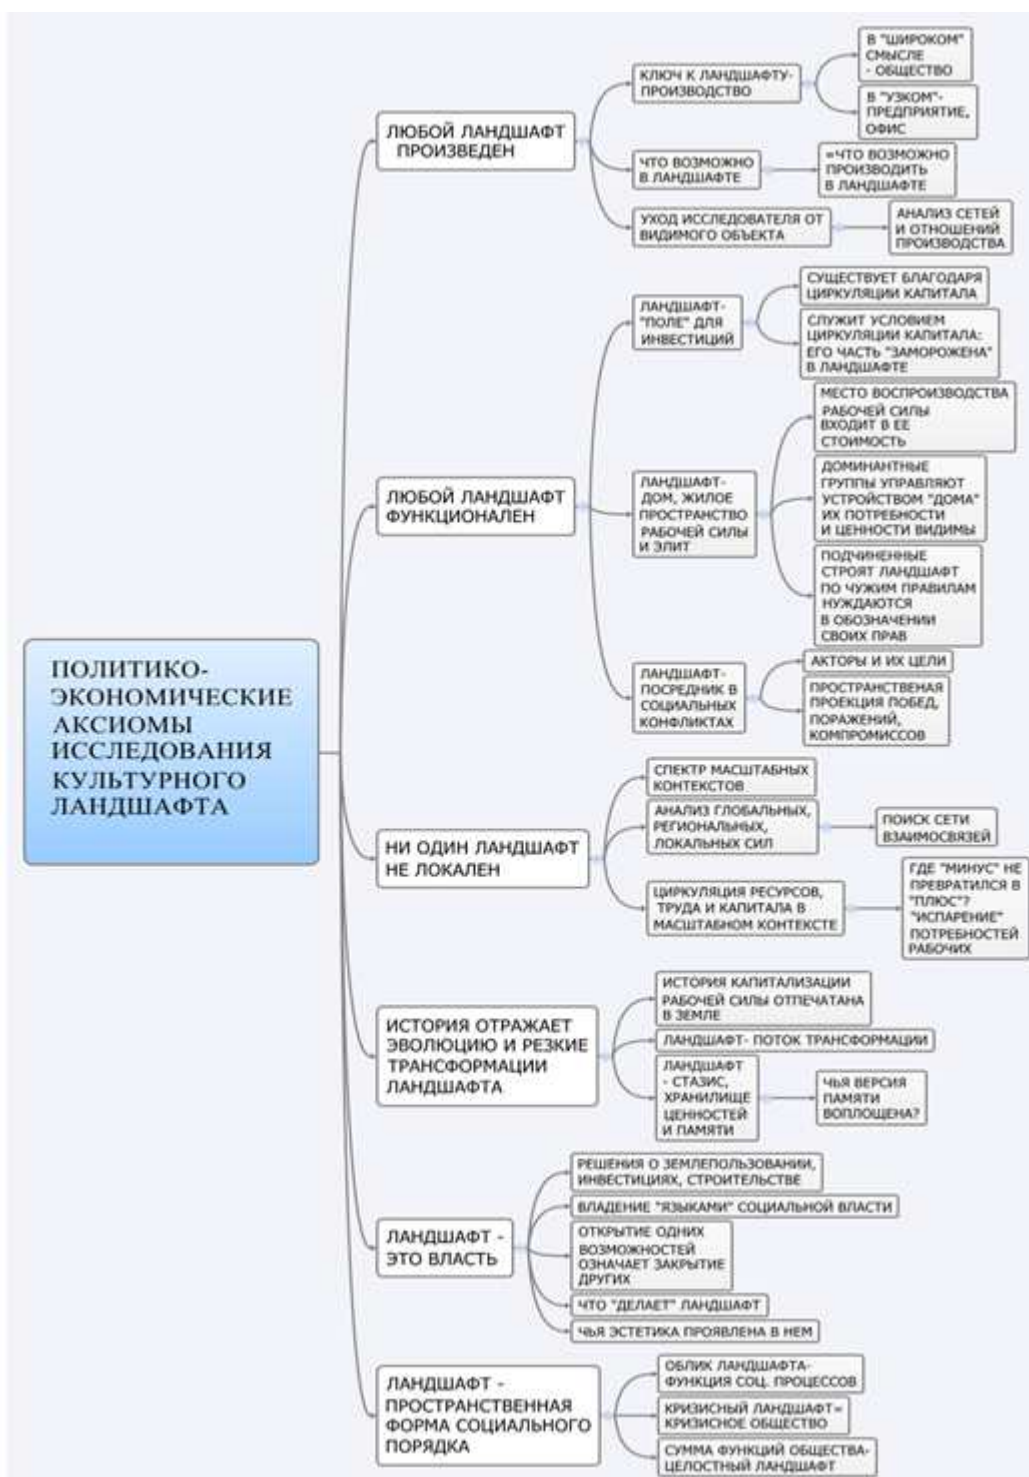 ПОЛИТИКО-
ЭКОНОМИЧЕСКИЕ
АКСИОМЫ
ИССЛЕДОВАНИЯ
КУЛЬТУРНОГО
ЛАНДШАФТА
ЛЮБОЙ ЛАНДШАФТ
ПРОИЗВЕДЕН
КЛЮЧ К ЛАНДШАФТУ-
ПРОИЗВОДСТВО
В "ШИРОКОМ"
СМЫСЛЕ
- ОБЩЕСТВО
В "УЗКОМ"-
ПРЕДПРИЯТИЕ,
ОФИС
ЧТО ВОЗМОЖНО
В ЛАНДШАФТЕ
=ЧТО ВОЗМОЖНО
ПРОИЗВОДИТЬ
В ЛАНДШАФТЕ
УХОД ИССЛЕДОВАТЕЛЯ ОТ
ВИДИМОГО ОБЪЕКТА
АНАЛИЗ СЕТЕЙ
И ОТНОШЕНИЙ
ПРОИЗВОДСТВА
ЛЮБОЙ ЛАНДШАФТ
ФУНКЦИОНАЛЕН
ЛАНДШАФТ-
"ПОЛЕ" ДЛЯ
ИНВЕСТИЦИЙ
СУЩЕСТВУЕТ БЛАГОДАРЯ
ЦИРКУЛЯЦИИ КАПИТАЛА
СЛУЖИТ УСЛОВИЕМ
ЦИРКУЛЯЦИИ КАПИТАЛА:
ЕГО ЧАСТЬ "ЗАМОРОЖЕНА"
В ЛАНДШАФТЕ
ЛАНДШАФТ-
ДОМ, ЖИЛОЕ
ПРОСТРАНСТВО
РАБОЧЕЙ СИЛЫ
И ЭЛИТ
МЕСТО ВОСПРОИЗВОДСТВА
РАБОЧЕЙ СИЛЫ
ВХОДИТ В ЕЕ
СТОИМОСТЬ
ДОМИНАНТНЫЕ
ГРУППЫ УПРАВЛЯЮТ
УСТРОЙСТВОМ "ДОМА"
ИХ ПОТРЕБНОСТИ
И ЦЕННОСТИ ВИДИМЫ
ПОДЧИНЕННЫЕ
СТРОЯТ ЛАНДШАФТ
ПО ЧУЖИМ ПРАВИЛАМ
НУЖДАЮТСЯ
В ОБОЗНАЧЕНИИ
СВОИХ ПРАВ
ЛАНДШАФТ-
ПОСРЕДНИК В
СОЦИАЛЬНЫХ
КОНФЛИКТАХ
АКТОРЫ И ИХ ЦЕЛИ
ПРОСТРАНСТВЕНАЯ
ПРОЕКЦИЯ ПОБЕД,
ПОРАЖЕНИЙ,
КОМПРОМИССОВ
НИ ОДИН ЛАНДШАФТ
НЕ ЛОКАЛЕН
СПЕКТР МАСШТАБНЫХ
КОНТЕКСТОВ
АНАЛИЗ ГЛОБАЛЬНЫХ,
РЕГИОНАЛЬНЫХ,
ЛОКАЛЬНЫХ СИЛ
ПОИСК СЕТИ
ВЗАИМОСВЯЗЕЙ
ЦИРКУЛЯЦИЯ РЕСУРСОВ,
ТРУДА И КАПИТАЛА В
МАСШТАБНОМ КОНТЕКСТЕ
ГДЕ "МИНУС" НЕ
ПРЕВРАТИЛСЯ В
"ПЛЮС"?
"ИСПАРЕНИЕ"
ПОТРЕБНОСТЕЙ
РАБОЧИХ
ИСТОРИЯ ОТРАЖАЕТ
ЭВОЛЮЦИЮ И РЕЗКИЕ
ТРАНСФОРМАЦИИ
ЛАНДШАФТА
ИСТОРИЯ КАПИТАЛИЗАЦИИ
РАБОЧЕЙ СИЛЫ ОТПЕЧАТАНА
В ЗЕМЛЕ
ЛАНДШАФТ- ПОТОК ТРАНСФОРМАЦИИ
ЛАНДШАФТ
- СТАЗИС,
ХРАНИЛИЩЕ
ЦЕННОСТЕЙ
И ПАМЯТИ
ЧЬЯ ВЕРСИЯ
ПАМЯТИ
ВОПЛОЩЕНА?
ЛАНДШАФТ -
ЭТО ВЛАСТЬ
РЕШЕНИЯ О ЗЕМЛЕПОЛЬЗОВАНИИ,
ИНВЕСТИЦИЯХ, СТРОИТЕЛЬСТВЕ
ВЛАДЕНИЕ "ЯЗЫКАМИ" СОЦИАЛЬНОЙ ВЛАСТИ
ОТКРЫТИЕ ОДНИХ
ВОЗМОЖНОСТЕЙ
ОЗНАЧАЕТ ЗАКРЫТИЕ
ДРУГИХ
ЧТО "ДЕЛАЕТ" ЛАНДШАФТ
ЧЬЯ ЭСТЕТИКА ПРОЯВЛЕНА В НЕМ
ЛАНДШАФТ -
ПРОСТРАНСТВЕННАЯ
ФОРМА СОЦИАЛЬНОГО
ПОРЯДКА
ОБЛИК ЛАНДШАФТА-
ФУНКЦИЯ СОЦ. ПРОЦЕССОВ
КРИЗИСНЫЙ ЛАНДШАФТ=
КРИЗИСНОЕ ОБЩЕСТВО
СУММА ФУНКЦИЙ ОБЩЕСТВА-
ЦЕЛОСТНЫЙ ЛАНДШАФТ